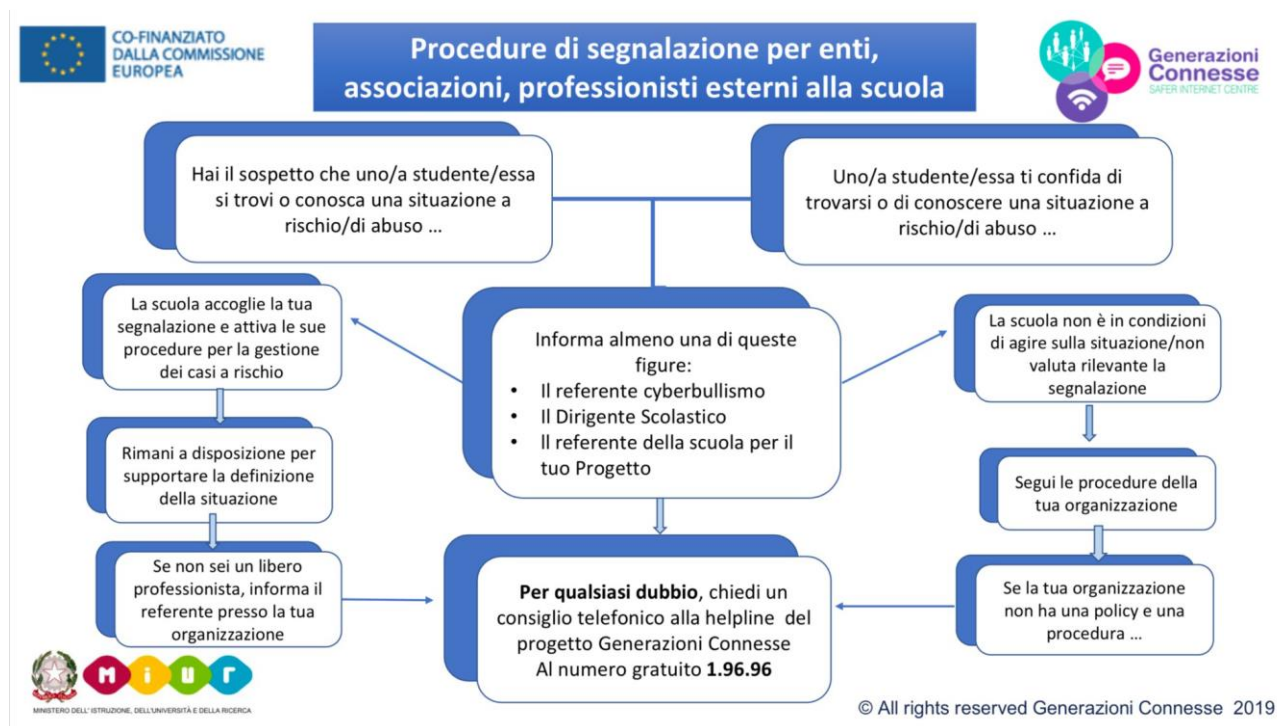 CO-FINANZIATO
DALLA COMMISSIONE
EUROPEA
Procedure di segnalazione per enti,
associazioni, professionisti esterni alla scuola
Generazioni
Connesse
SAFER INTERNET CENTRE
Hai il sospetto che uno/a studente/essa
si trovi o conosca una situazione a
rischio/di abuso ...
Uno/a studente/essa ti confida di
trovarsi o di conoscere una situazione a
rischio/di abuso ...
La scuola accoglie la tua
segnalazione e attiva le sue
procedure per la gestione
dei casi a rischio
Informa almeno una di queste
figure:
• Il referente cyberbullismo
• Il Dirigente Scolastico
• Il referente della scuola per il
tuo Progetto
La scuola non è in condizioni
di agire sulla situazione/non
valuta rilevante la
segnalazione
Rimani a disposizione per
supportare la definizione
della situazione
Segui le procedure della
tua organizzazione
Se non sei un libero
professionista, informa il
referente presso la tua
organizzazione
Per qualsiasi dubbio, chiedi un
consiglio telefonico alla helpline del
progetto Generazioni Connesse
Al numero gratuito 1.96.96
Se la tua organizzazione
non ha una policy e una
procedura ...
MIUR
MINISTERO DELL' ISTRUZIONE, DELL'UNIVERSITÀ E DELLA RICERCA
© All rights reserved Generazioni Connesse 2019